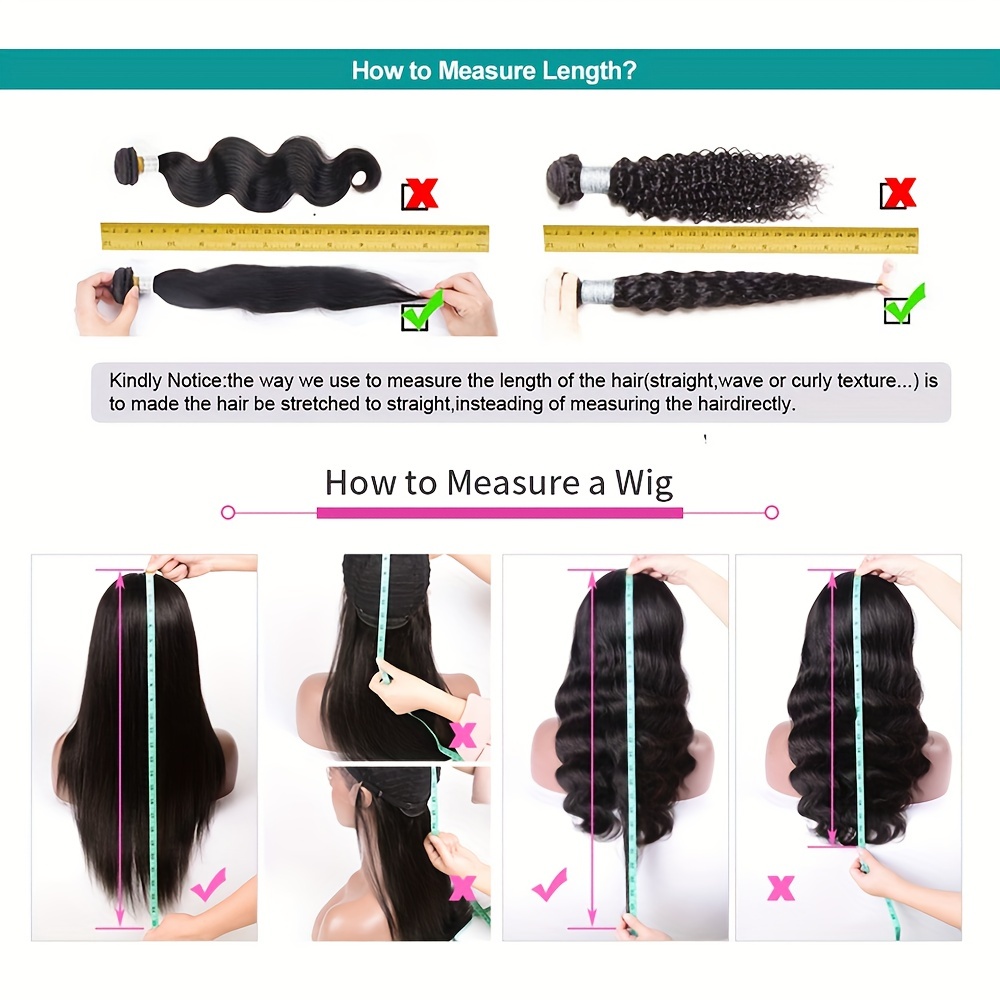 How to Measure Length?
Kindly Notice:the way we use to measure the length of the hair(straight,wave or curly texture...) is
to made the hair be stretched to straight,insteading of measuring the hairdirectly.
How to Measure a Wig